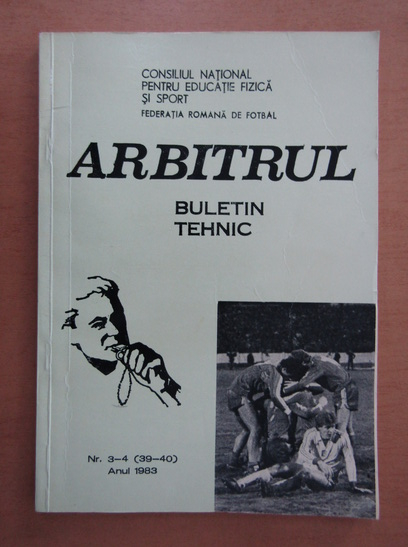 CONSILIUL NAȚIONAL
PENTRU EDUCAȚIE FIZICĂ
ȘI SPORT
FEDERAȚIA ROMANĂ DE FOTBAL
ARBITRUL
BULETIN
TEHNIC
Nr. 3-4 (39-40)
Anul 1983